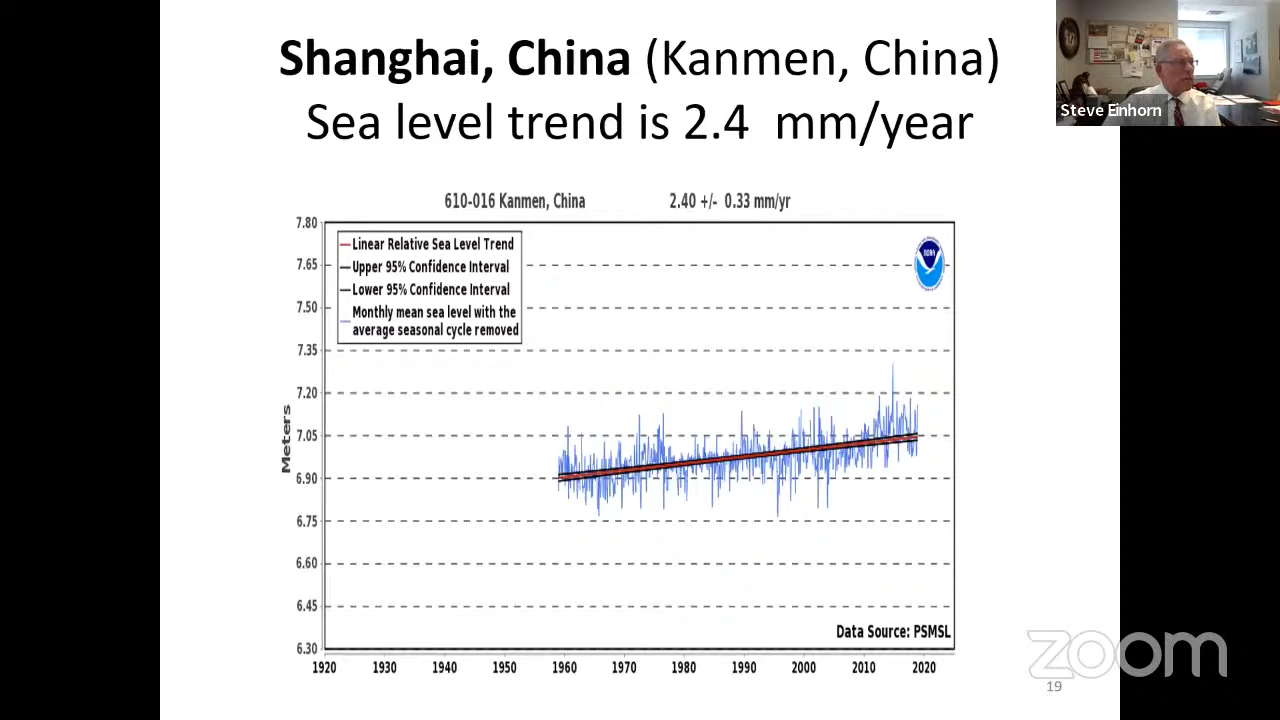 Shanghai, China (Kanmen, China)
Sea level trend is 2.4 mm/year
Steve Einhorn
610-016 Kanmen, China 2.40 +/- 0.33 mm/yr
Linear Relative Sea Level Trend
Upper 95% Confidence Interval
Lower 95% Confidence Interval
Monthly mean sea level with the
average seasonal cycle removed
NOAA
Meters
7.80
7.65
7.50
7.35
7.20
7.05
6.90
6.75
6.60
6.45
6.30
Data Source: PSMSL
1920 1930 1940 1950 1960 1970 1980 1990 2000 2010 2020
zoom
19